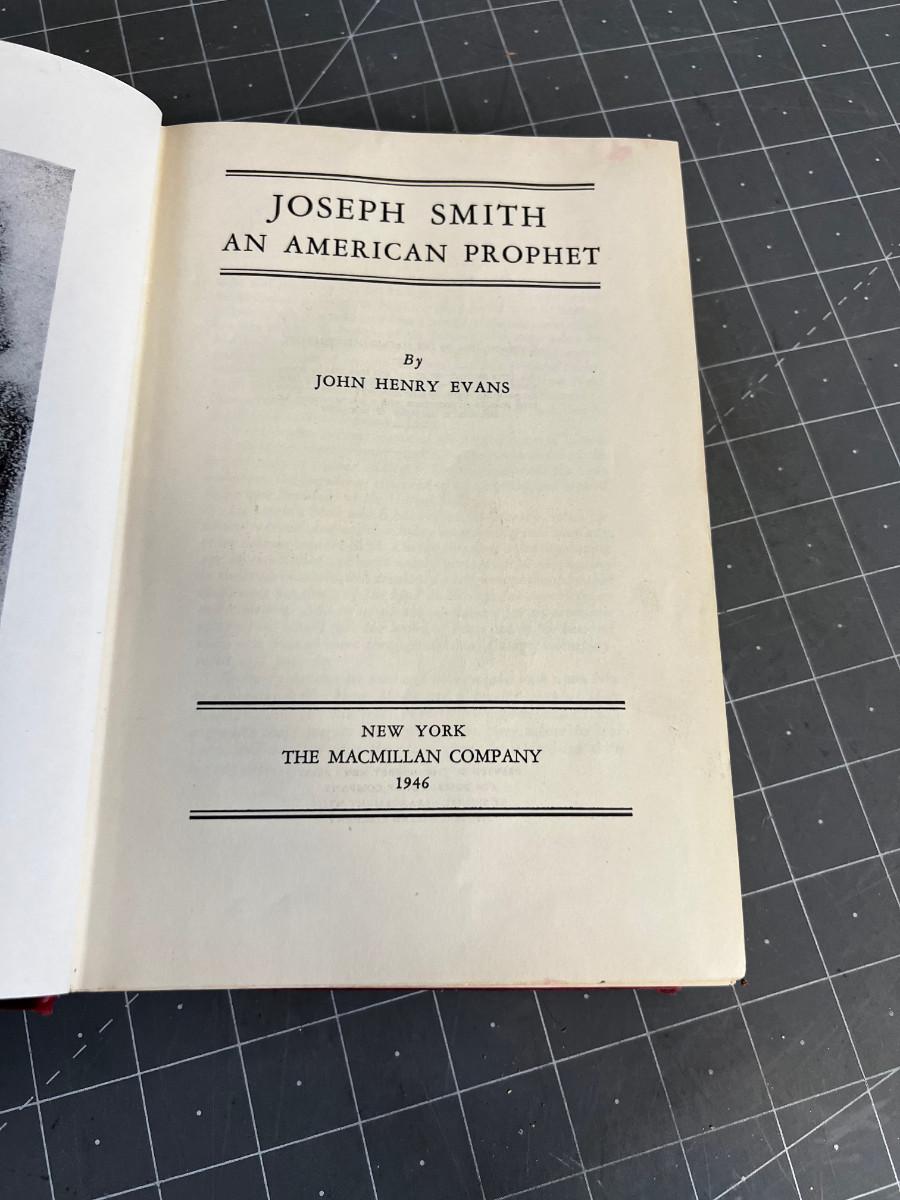 JOSEPH SMITH
AN AMERICAN PROPHET
By
JOHN HENRY EVANS
NEW YORK
THE MACMILLAN COMPANY
1946